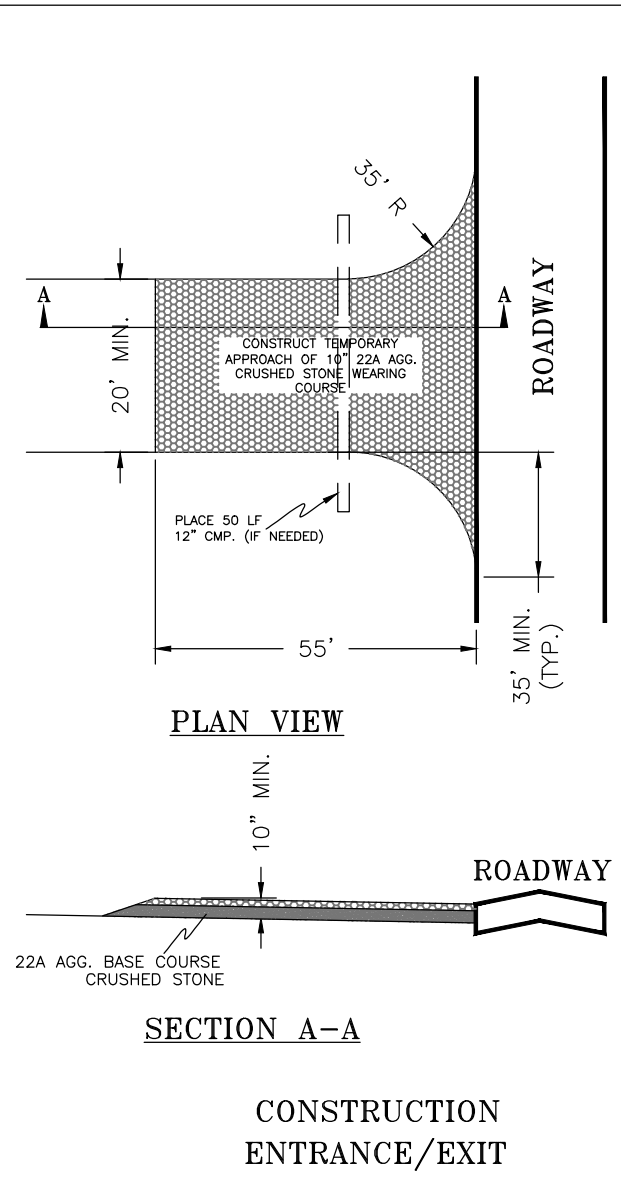 35' R
A
A
ROADWAY
20' MIN.
CONSTRUCT TEMPORARY
APPROACH OF 10" 22A AGG.
CRUSHED STONE WEARING
COURSE
PLACE 50 LF
12" CMP. (IF NEEDED)
55'
35' MIN.
(TYP.)
PLAN VIEW
10" MIN.
ROADWAY
22A AGG. BASE COURSE
CRUSHED STONE
SECTION A-A
CONSTRUCTION
ENTRANCE/EXIT